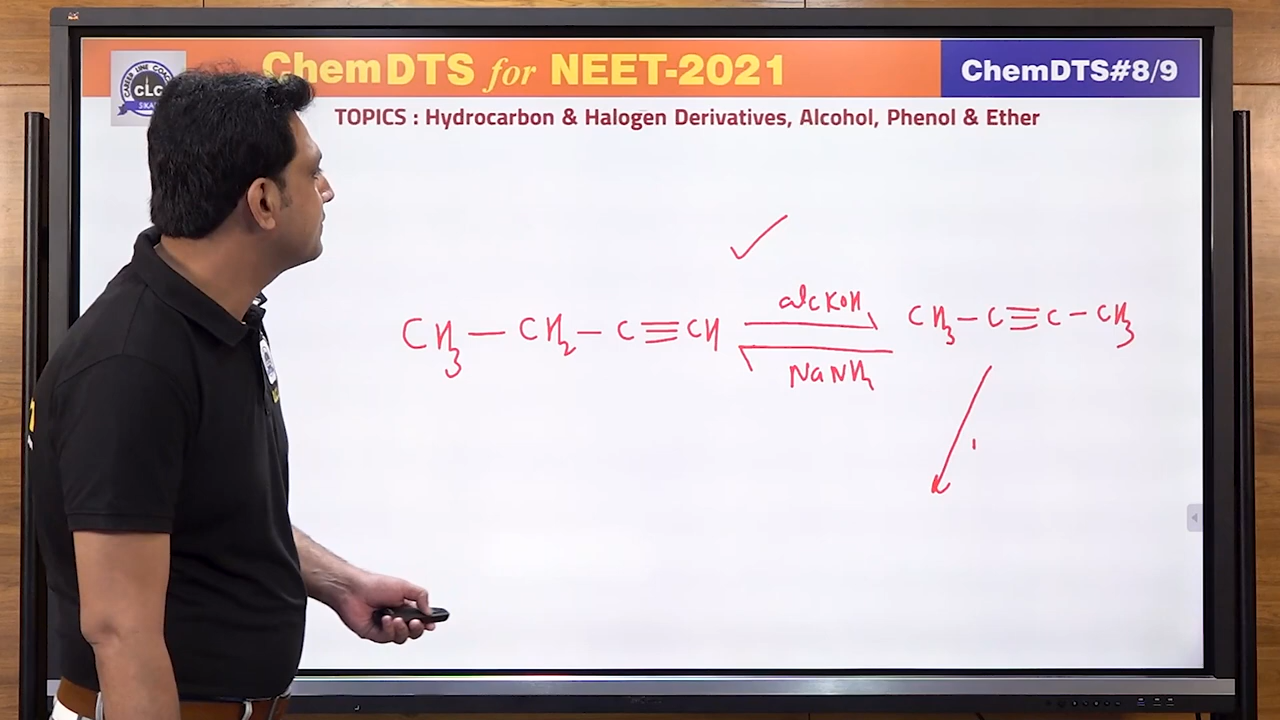 ChemDTS for NEET-2021
ChemDTS#8/9
CLC
TOPICS : Hydrocarbon & Halogen Derivatives, Alcohol, Phenol & Ether
CH3—CH2—C≡CH
alc KOH
NaNH2
CH3—C≡C—CH3